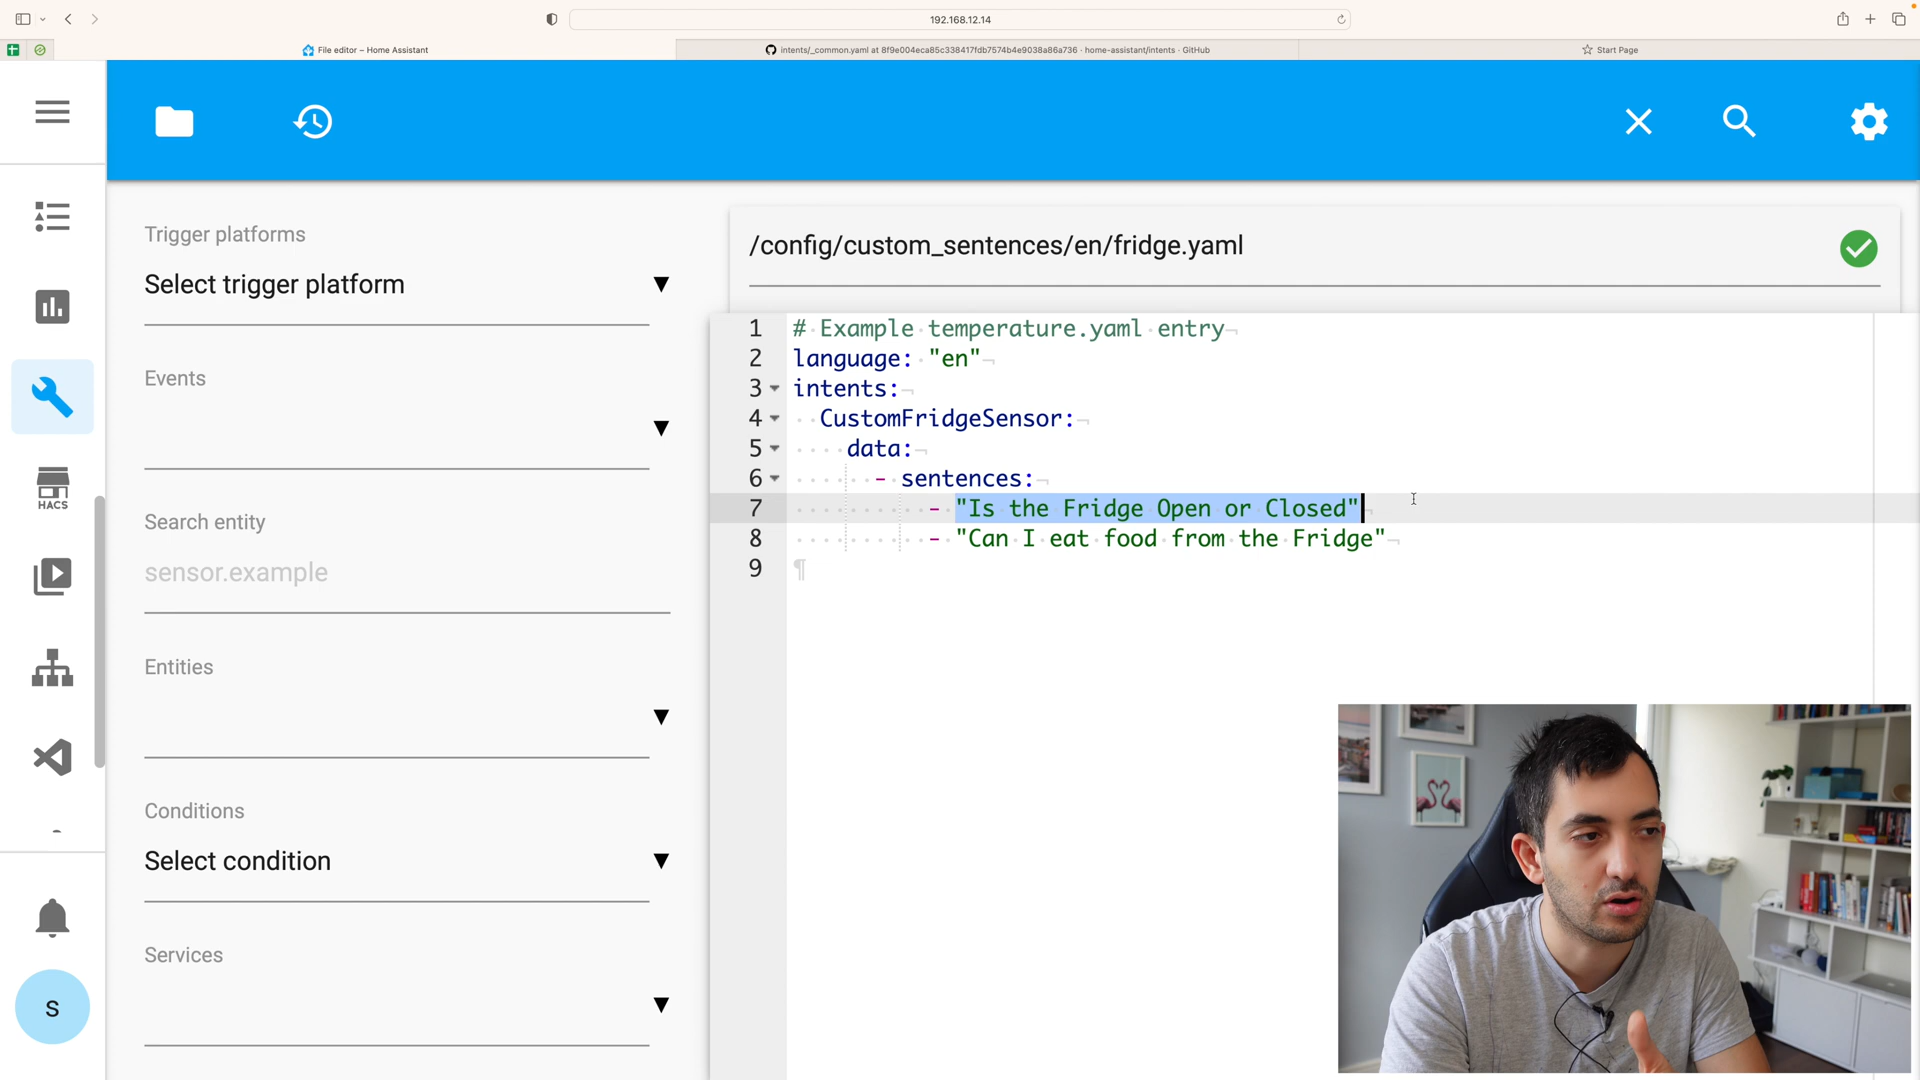 192.168.12.14
File editor – Home Assistant
intents/_common.yaml at 8f9e004eca85c338417fdb7574b4e9038a86a736 · home-assistant/intents · GitHub
Start Page
HACS
S
Trigger platforms
Select trigger platform
Events
Search entity
sensor.example
Entities
Conditions
Select condition
Services
/config/custom_sentences/en/fridge.yaml
1 # Example temperature.yaml entry
2 language: "en"
3 intents:
4 CustomFridgeSensor:
5 data:
6 - sentences:
7 - "Is the Fridge Open or Closed"
8 - "Can I eat food from the Fridge"
9